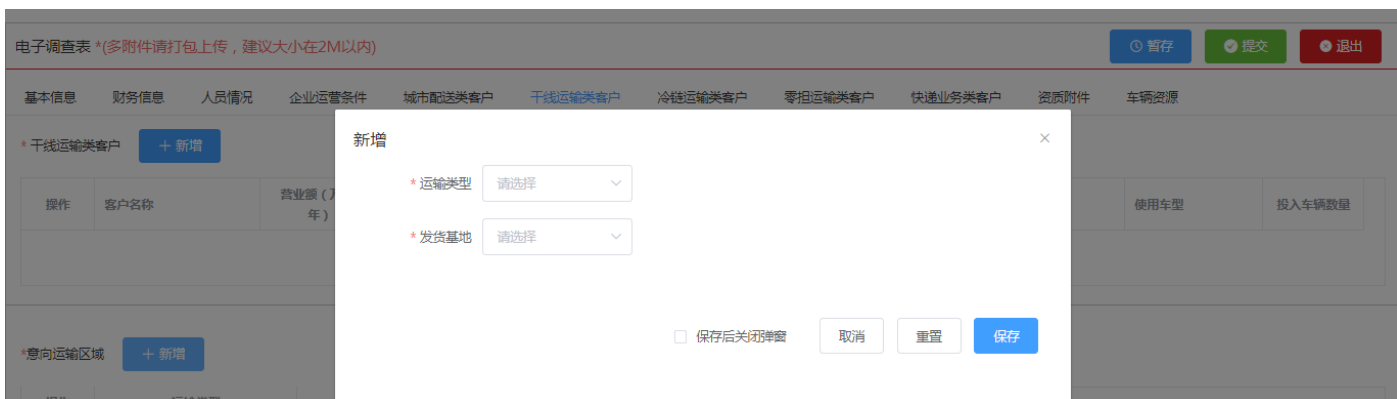 电子调查表 *(多附件请打包上传，建议大小在2M以内)
暂存 提交 退出
基本信息 财务信息 人员情况 企业运营条件 城市配送类客户 干线运输类客户 冷链运输类客户 零担运输类客户 快递业务类客户 资质附件 车辆资源
* 干线运输类客户 + 新增
新增
操作 客户名称 营业额（万
年） 使用车型 投入车辆数量
* 运输类型 请选择
* 发货基地 请选择
保存后关闭弹窗 取消 重置 保存
*意向运输区域 + 新增